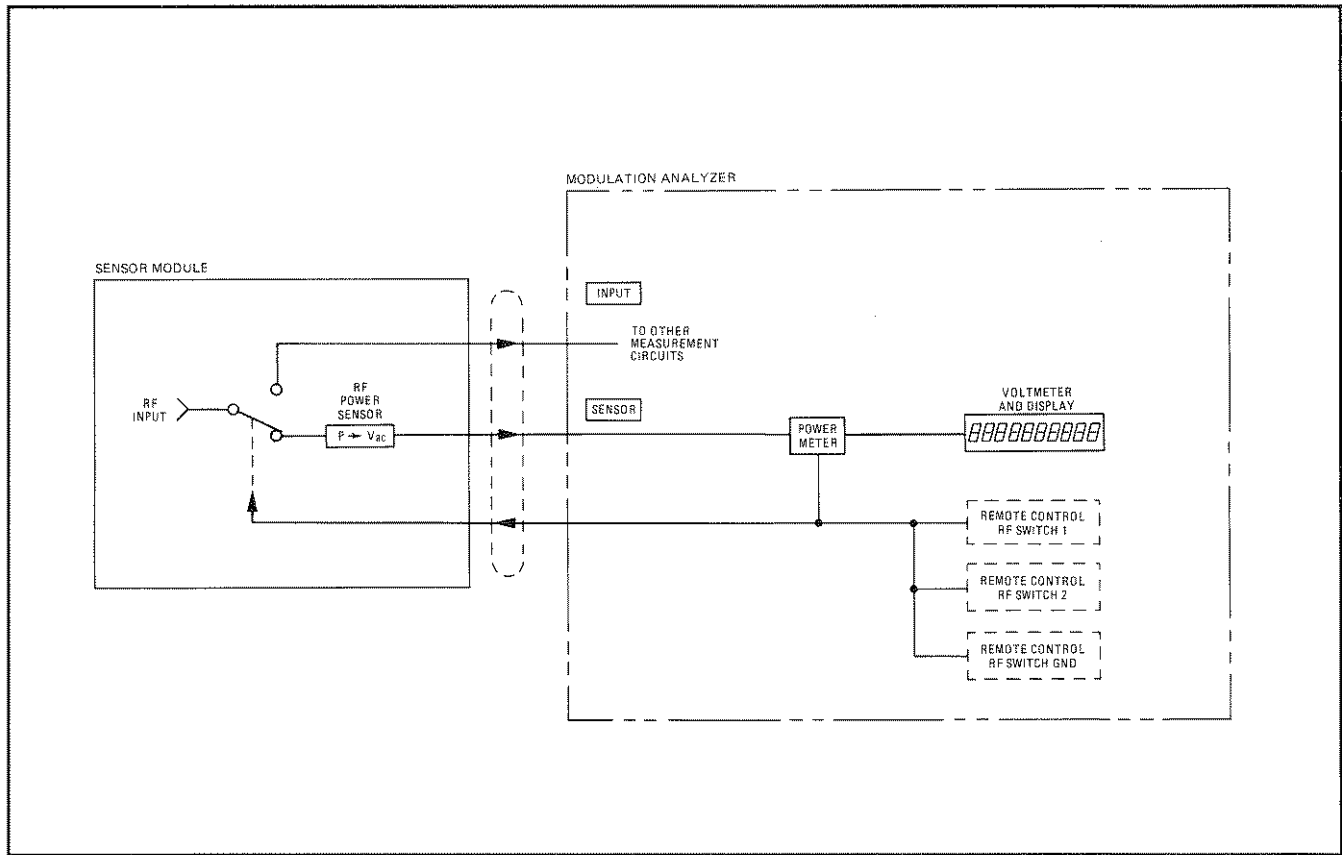 MODULATION ANALYZER
SENSOR MODULE
INPUT
TO OTHER
MEASUREMENT
CIRCUITS
RF
INPUT
RF
POWER
SENSOR
P → Vac
SENSOR
POWER
METER
VOLTMETER
AND DISPLAY
8888888888
REMOTE CONTROL
RF SWITCH 1
REMOTE CONTROL
RF SWITCH 2
REMOTE CONTROL
RF SWITCH GND